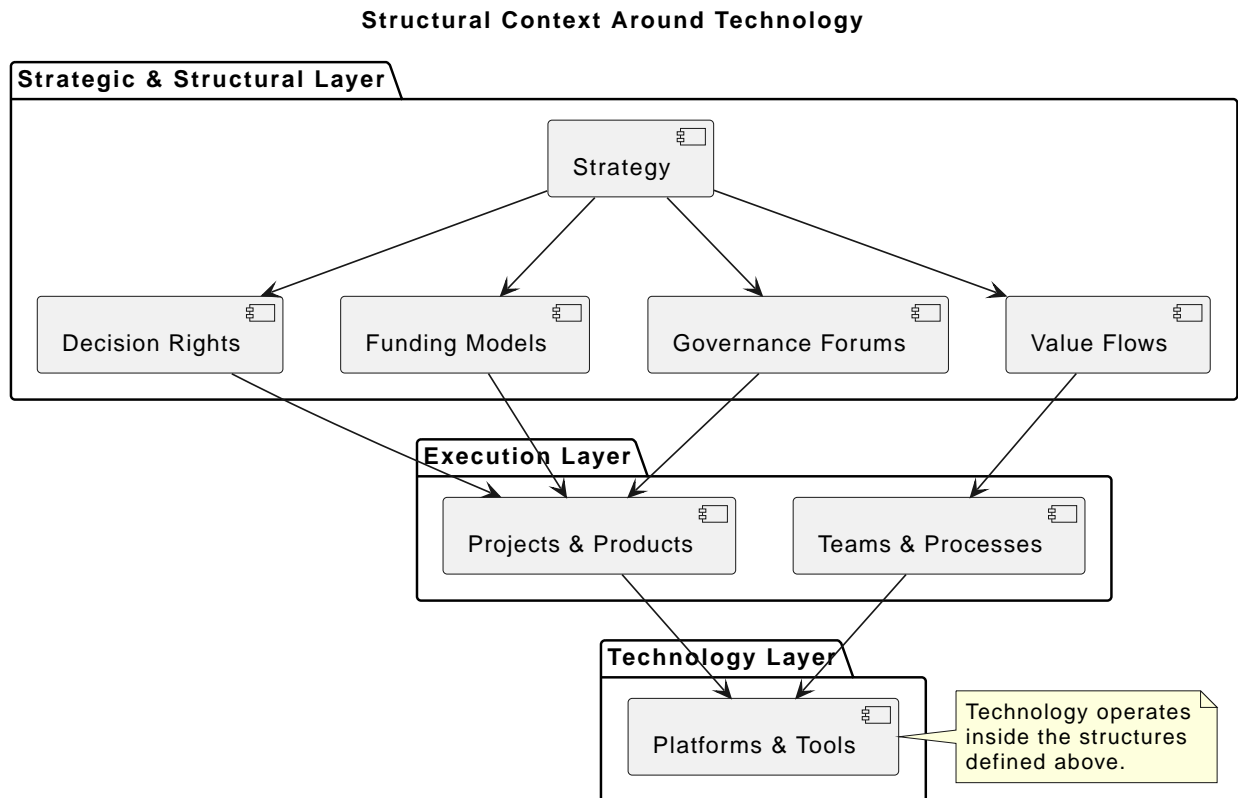 Structural Context Around Technology
Strategic & Structural Layer
Strategy
Decision Rights
Funding Models
Governance Forums
Value Flows
Execution Layer
Projects & Products
Teams & Processes
Technology Layer
Platforms & Tools
Technology operates
inside the structures
defined above.